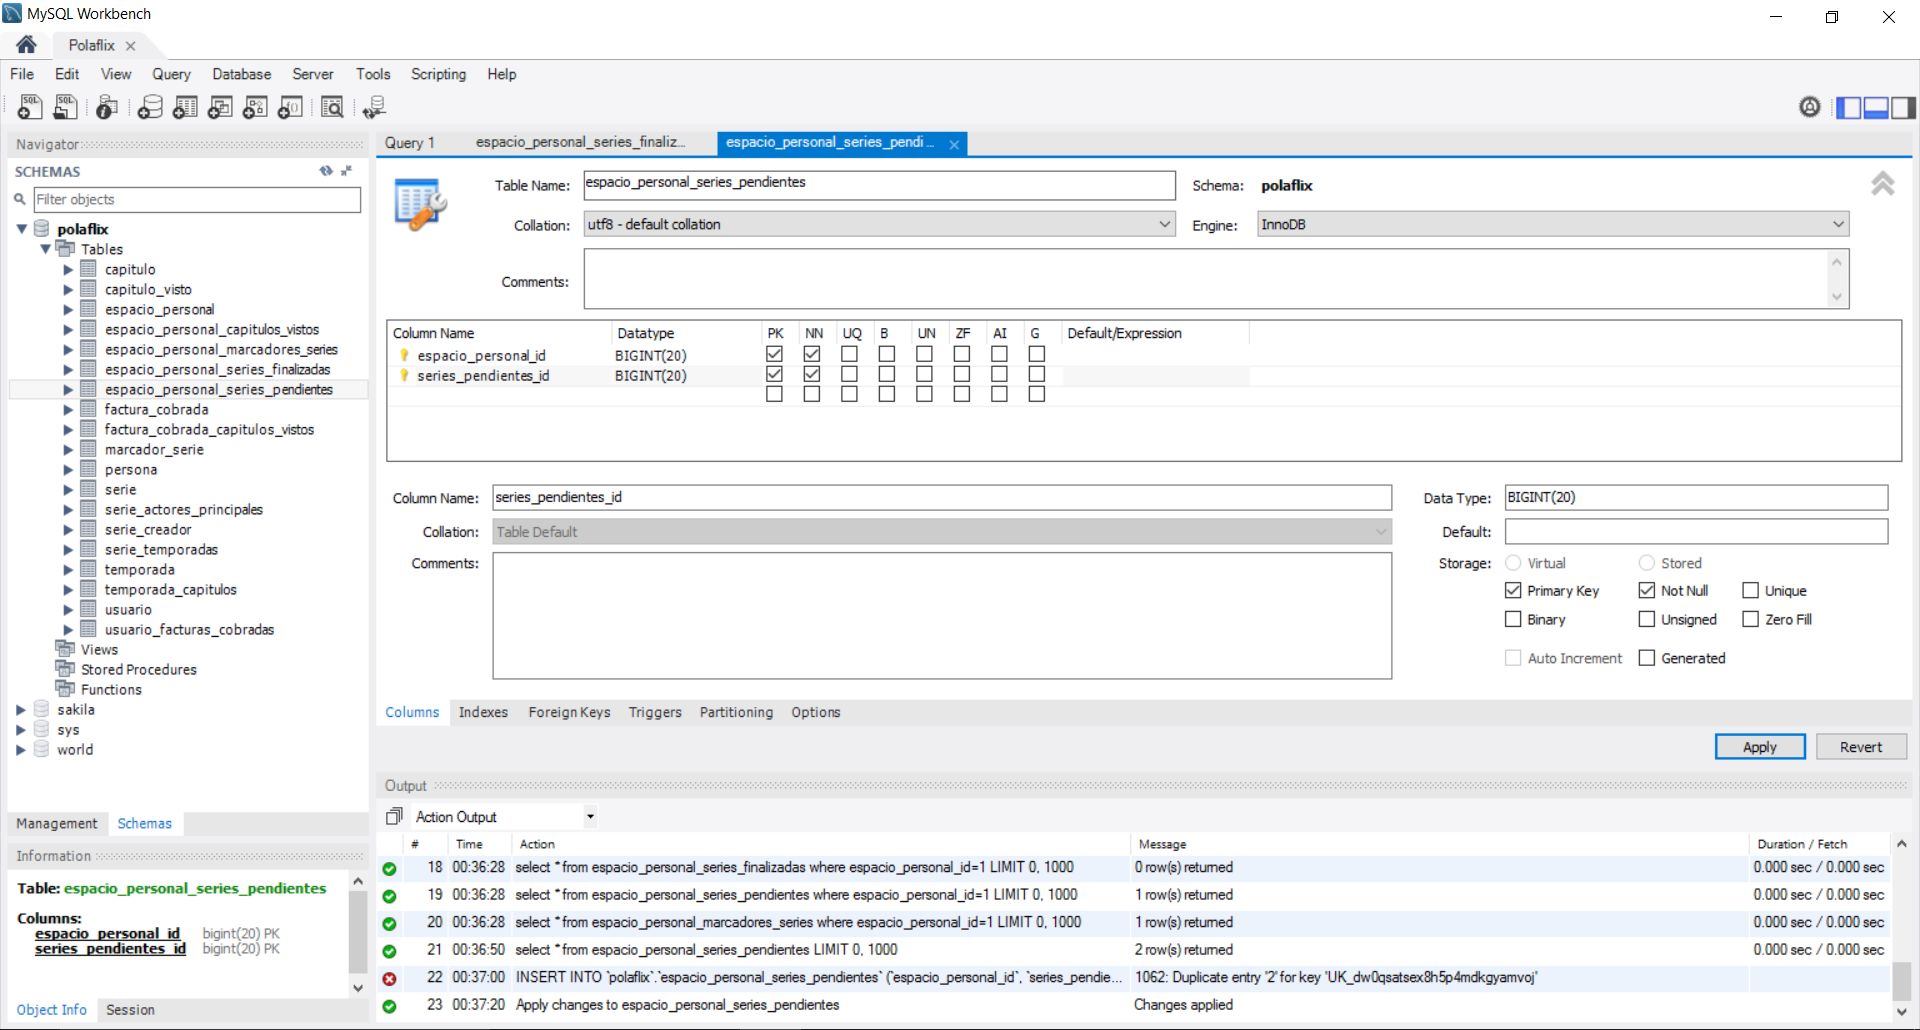 MySQL Workbench
Polaflix
File Edit View Query Database Server Tools Scripting Help
Navigator
SCHEMAS
Filter objects
polaflix
Tables
capitulo
capitulo_visto
espacio_personal
espacio_personal_capitulos_vistos
espacio_personal_marcadores_series
espacio_personal_series_finalizadas
espacio_personal_series_pendientes
factura_cobrada
factura_cobrada_capitulos_vistos
marcador_serie
persona
serie
serie_actores_principales
serie_creador
serie_temporadas
temporada
temporada_capitulos
usuario
usuario_facturas_cobradas
Views
Stored Procedures
Functions
sakila
sys
world
Management Schemas
Information
Table: espacio_personal_series_pendientes
Columns:
espacio_personal_id bigint(20) PK
series_pendientes_id bigint(20) PK
Object Info Session
Query 1 espacio_personal_series_finaliz... espacio_personal_series_pendi ...
Table Name: espacio_personal_series_pendientes Schema: polaflix
Collation: utf8 - default collation Engine: InnoDB
Comments:
Column Name Datatype PK NN UQ B UN ZF AI G Default/Expression
espacio_personal_id BIGINT(20)
series_pendientes_id BIGINT(20)
Column Name: series_pendientes_id Data Type: BIGINT(20)
Collation: Table Default Default:
Comments: Storage: Virtual Stored
Primary Key Not Null Unique
Binary Unsigned Zero Fill
Auto Increment Generated
Columns Indexes Foreign Keys Triggers Partitioning Options
Apply Revert
Output
Action Output
# Time Action Message Duration / Fetch
18 00:36:28 select * from espacio_personal_series_finalizadas where espacio_personal_id=1 LIMIT 0, 1000 0 row(s) returned 0.000 sec / 0.000 sec
19 00:36:28 select * from espacio_personal_series_pendientes where espacio_personal_id=1 LIMIT 0, 1000 1 row(s) returned 0.000 sec / 0.000 sec
20 00:36:28 select * from espacio_personal_marcadores_series where espacio_personal_id=1 LIMIT 0, 1000 1 row(s) returned 0.000 sec / 0.000 sec
21 00:36:50 select * from espacio_personal_series_pendientes LIMIT 0, 1000 2 row(s) returned 0.000 sec / 0.000 sec
22 00:37:00 INSERT INTO `polaflix`.`espacio_personal_series_pendientes` (`espacio_personal_id`, `series_pendie... 1062: Duplicate entry '2' for key 'UK_dw0qsatsex8h5p4mdkgyamvoj'
23 00:37:20 Apply changes to espacio_personal_series_pendientes Changes applied